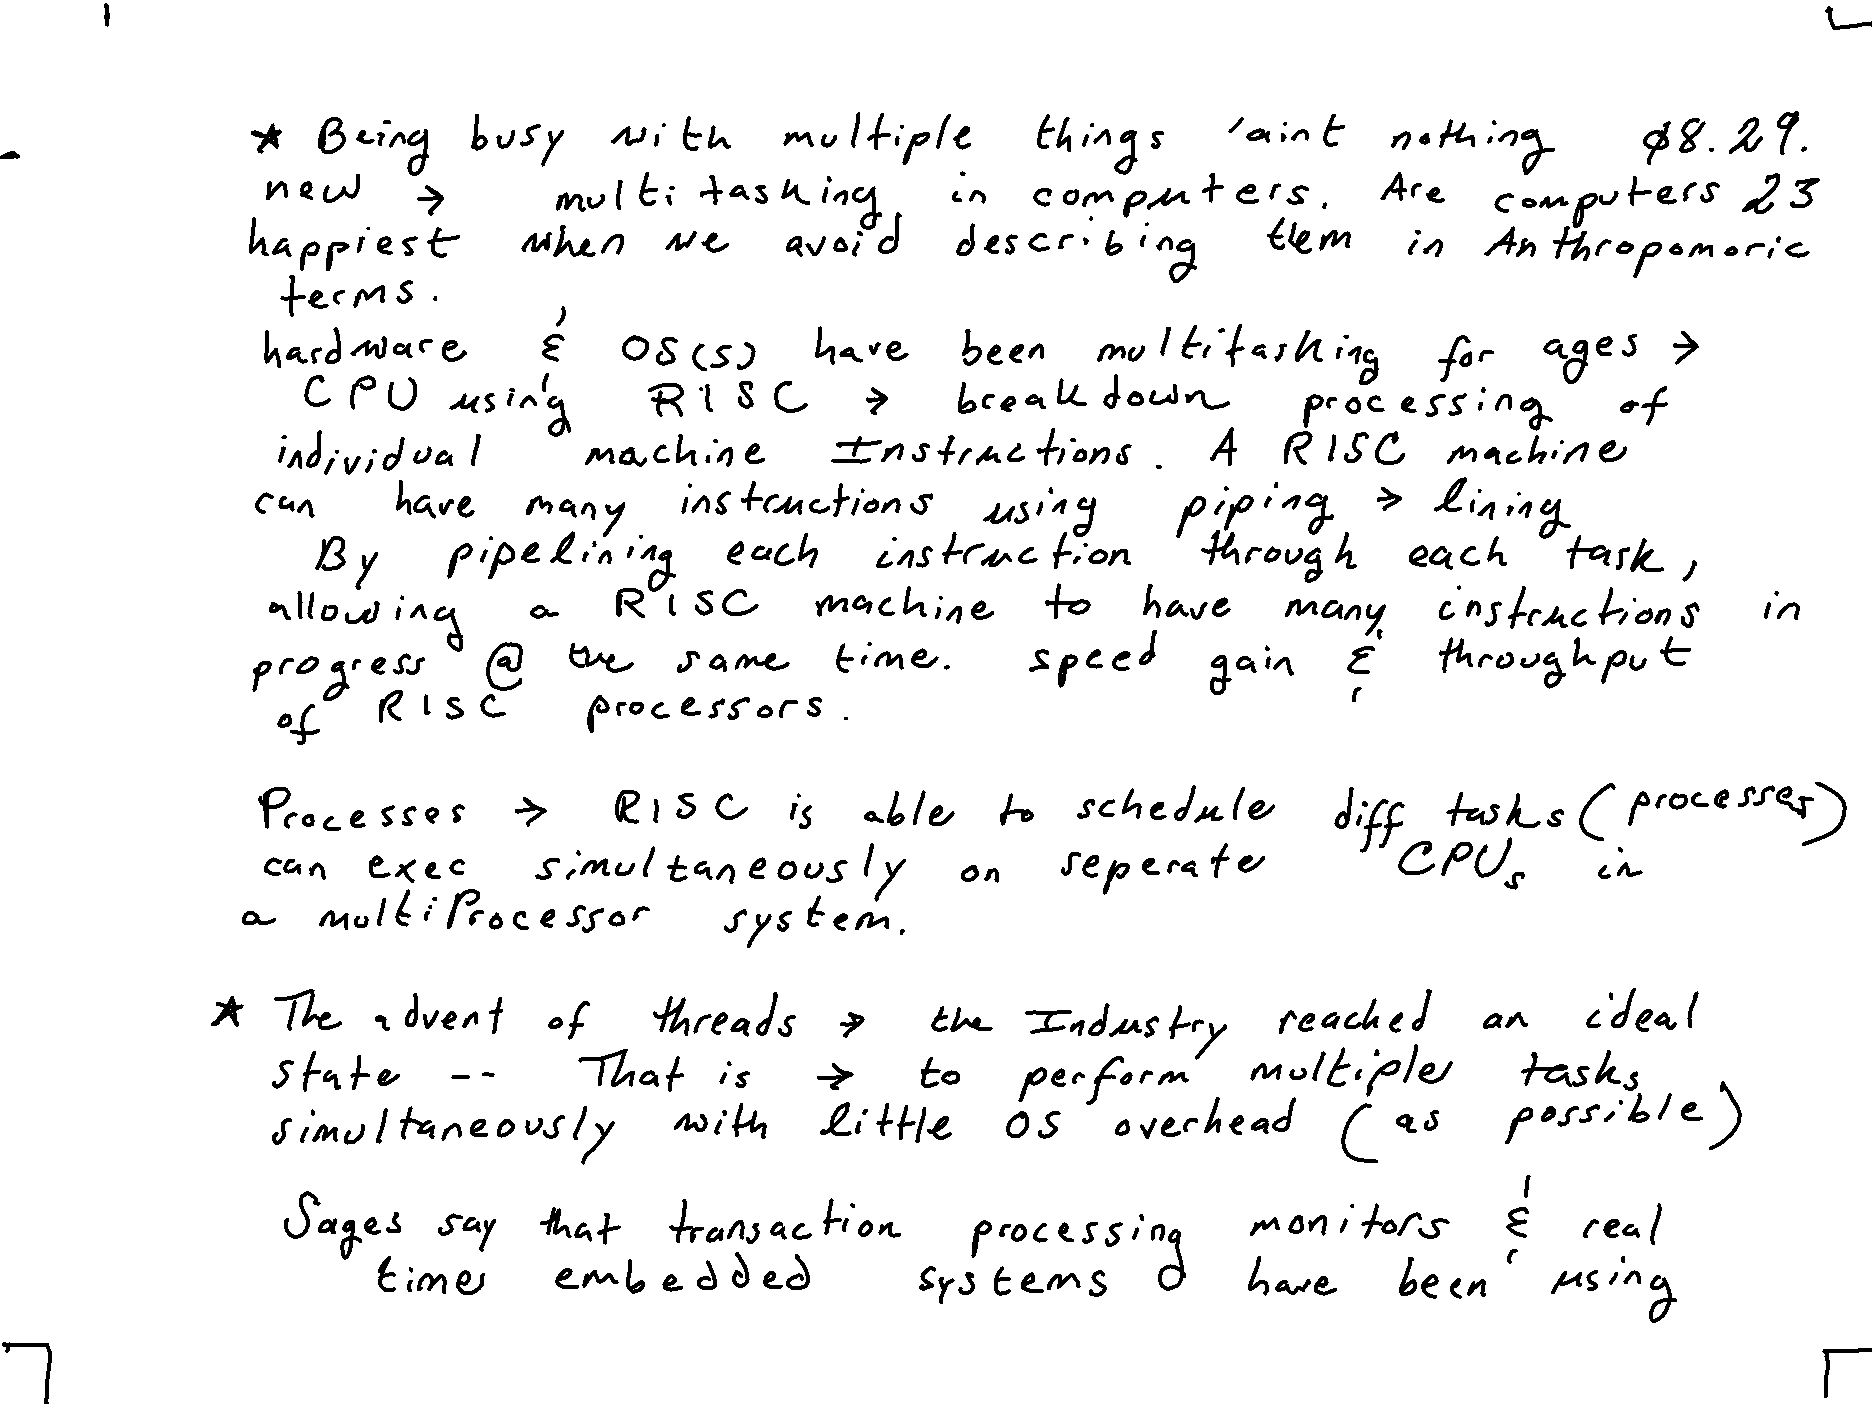 * Being busy with multiple things 'aint nothing 08.29.
new → multitasking in computers. Are computers 23
happiest when we avoid describing them in Anthropomoric
terms.
hardware & OS(s) have been multitasking for ages →
CPU using RISC → breakdown processing of
individual machine Instructions. A RISC machine
can have many instructions using piping → lining
By pipelining each instruction through each task,
allowing a RISC machine to have many instructions in
progress @ the same time. speed gain & throughput
of RISC processors.
Processes → RISC is able to schedule diff tasks (processes)
can exec simultaneously on seperate CPUs in
a multiProcessor system.
* The advent of threads → the Industry reached an ideal
state -- That is → to perform multiple tasks
simultaneously with little OS overhead (as possible)
Sages say that transaction processing monitors & real
time embedded systems have been using